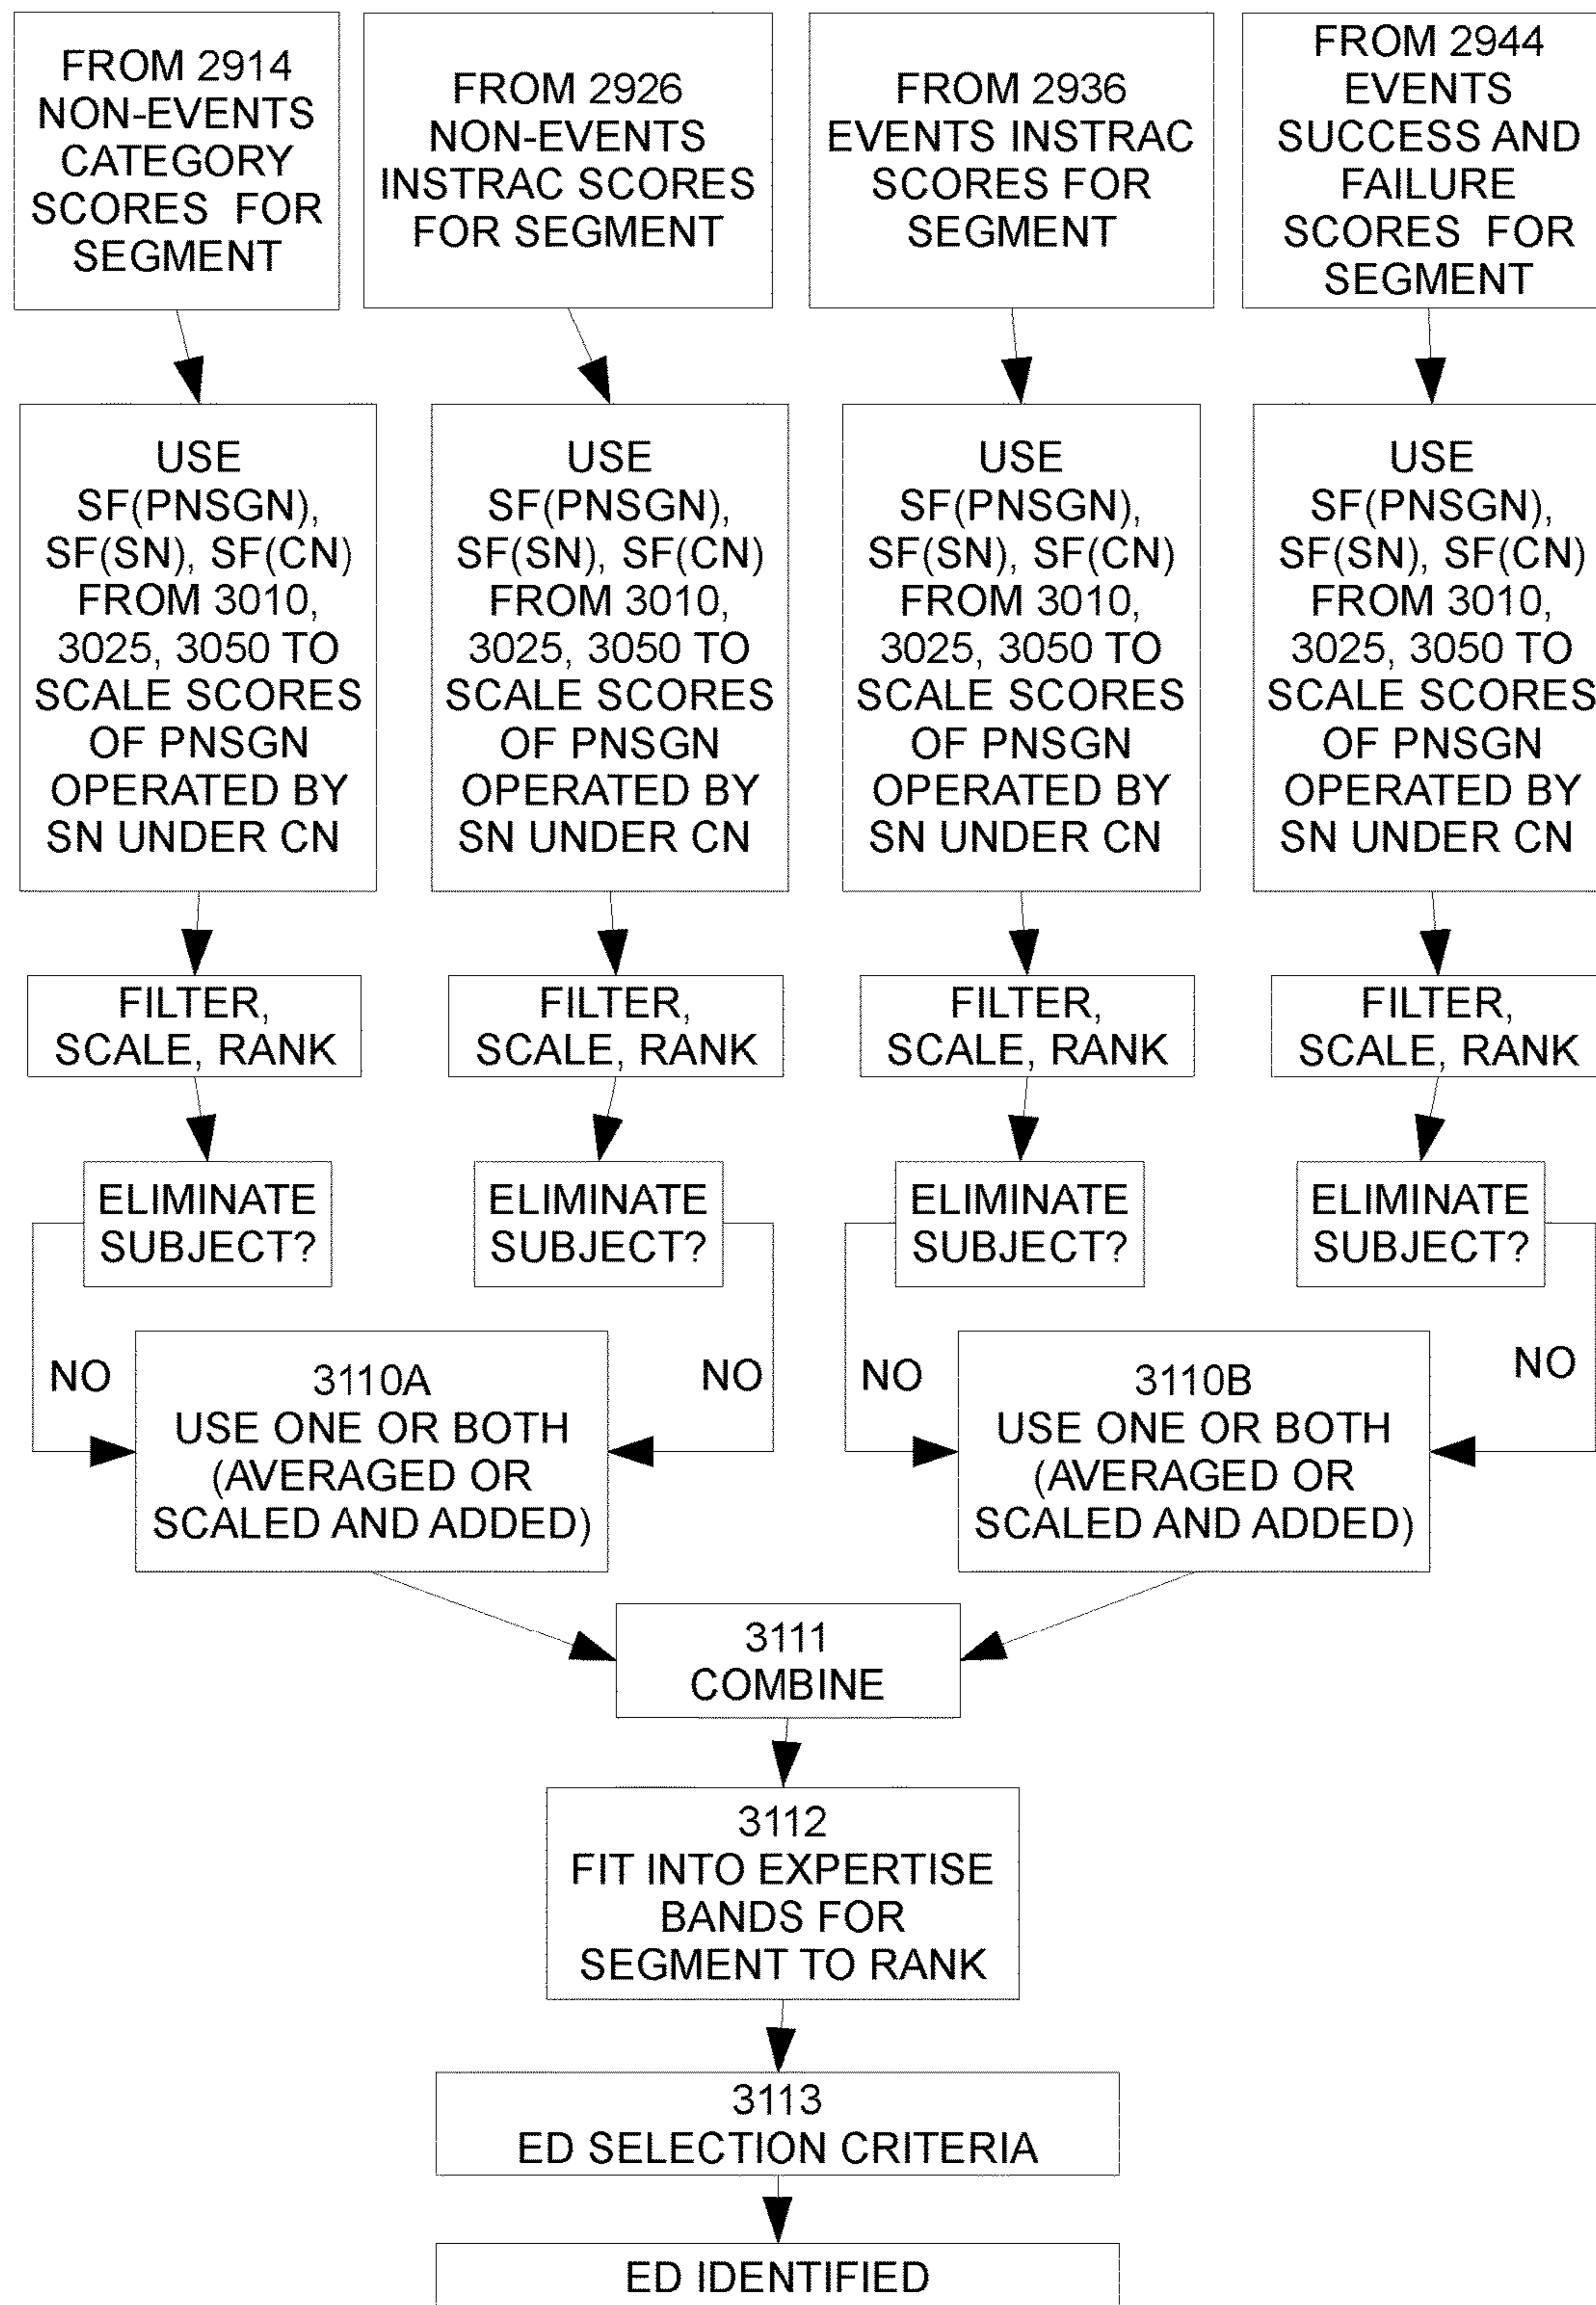 FROM 2914
NON-EVENTS
CATEGORY
SCORES FOR
SEGMENT
FROM 2926
NON-EVENTS
INSTRAC SCORES
FOR SEGMENT
FROM 2936
EVENTS INSTRAC
SCORES FOR
SEGMENT
FROM 2944
EVENTS
SUCCESS AND
FAILURE
SCORES FOR
SEGMENT
USE
SF(PNSGN),
SF(SN), SF(CN)
FROM 3010,
3025, 3050 TO
SCALE SCORES
OF PNSGN
OPERATED BY
SN UNDER CN
USE
SF(PNSGN),
SF(SN), SF(CN)
FROM 3010,
3025, 3050 TO
SCALE SCORES
OF PNSGN
OPERATED BY
SN UNDER CN
USE
SF(PNSGN),
SF(SN), SF(CN)
FROM 3010,
3025, 3050 TO
SCALE SCORES
OF PNSGN
OPERATED BY
SN UNDER CN
USE
SF(PNSGN),
SF(SN), SF(CN)
FROM 3010,
3025, 3050 TO
SCALE SCORES
OF PNSGN
OPERATED BY
SN UNDER CN
FILTER,
SCALE, RANK
FILTER,
SCALE, RANK
FILTER,
SCALE, RANK
FILTER,
SCALE, RANK
ELIMINATE
SUBJECT?
ELIMINATE
SUBJECT?
ELIMINATE
SUBJECT?
ELIMINATE
SUBJECT?
NO
3110A
USE ONE OR BOTH
(AVERAGED OR
SCALED AND ADDED)
NO
NO
3110B
USE ONE OR BOTH
(AVERAGED OR
SCALED AND ADDED)
NO
3111
COMBINE
3112
FIT INTO EXPERTISE
BANDS FOR
SEGMENT TO RANK
3113
ED SELECTION CRITERIA
ED IDENTIFIED